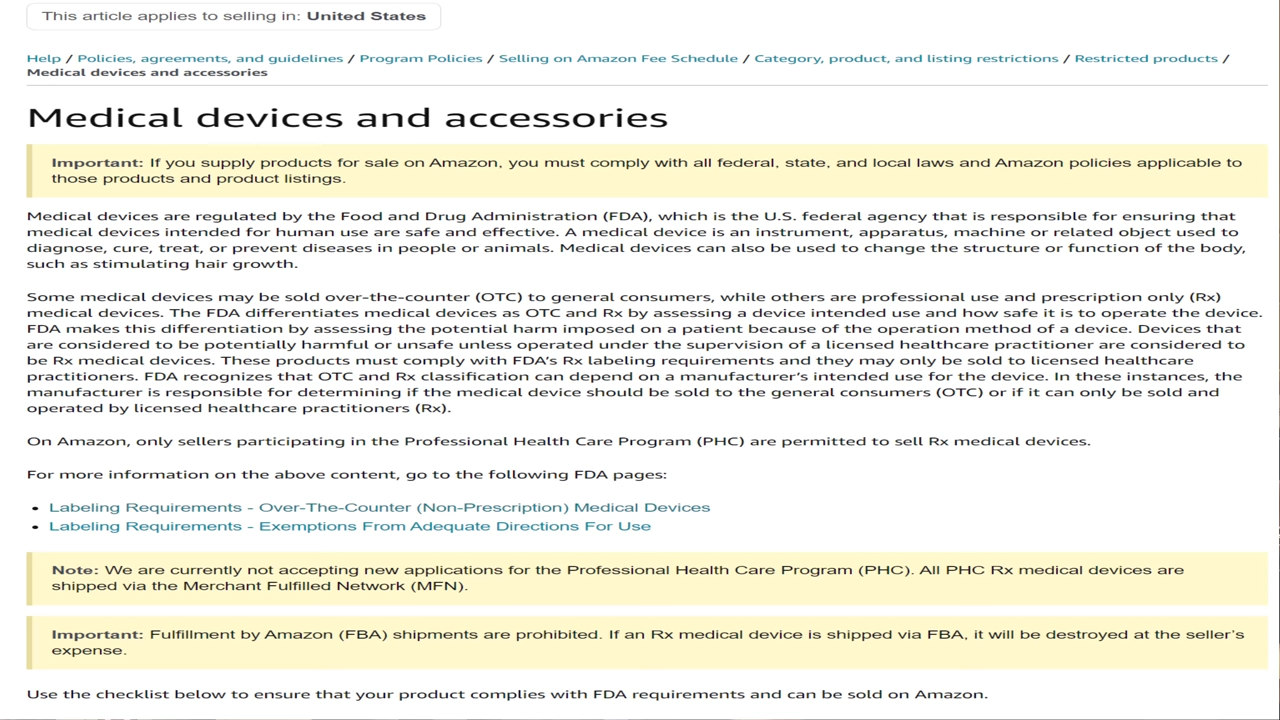 This article applies to selling in: United States
Help / Policies, agreements, and guidelines / Program Policies / Selling on Amazon Fee Schedule / Category, product, and listing restrictions / Restricted products /
Medical devices and accessories
Medical devices and accessories
Important: If you supply products for sale on Amazon, you must comply with all federal, state, and local laws and Amazon policies applicable to
those products and product listings.
Medical devices are regulated by the Food and Drug Administration (FDA), which is the U.S. federal agency that is responsible for ensuring that
medical devices intended for human use are safe and effective. A medical device is an instrument, apparatus, machine or related object used to
diagnose, cure, treat, or prevent diseases in people or animals. Medical devices can also be used to change the structure or function of the body,
such as stimulating hair growth.
Some medical devices may be sold over-the-counter (OTC) to general consumers, while others are professional use and prescription only (Rx)
medical devices. The FDA differentiates medical devices as OTC and Rx by assessing a device intended use and how safe it is to operate the device.
FDA makes this differentiation by assessing the potential harm imposed on a patient because of the operation method of a device. Devices that
are considered to be potentially harmful or unsafe unless operated under the supervision of a licensed healthcare practitioner are considered to
be Rx medical devices. These products must comply with FDA's Rx labeling requirements and they may only be sold to licensed healthcare
practitioners. FDA recognizes that OTC and Rx classification can depend on a manufacturer's intended use for the device. In these instances, the
manufacturer is responsible for determining if the medical device should be sold to the general consumers (OTC) or if it can only be sold and
operated by licensed healthcare practitioners (Rx).
On Amazon, only sellers participating in the Professional Health Care Program (PHC) are permitted to sell Rx medical devices.
For more information on the above content, go to the following FDA pages:
• Labeling Requirements - Over-The-Counter (Non-Prescription) Medical Devices
• Labeling Requirements - Exemptions From Adequate Directions For Use
Note: We are currently not accepting new applications for the Professional Health Care Program (PHC). All PHC Rx medical devices are
shipped via the Merchant Fulfilled Network (MFN).
Important: Fulfillment by Amazon (FBA) shipments are prohibited. If an Rx medical device is shipped via FBA, it will be destroyed at the seller's
expense.
Use the checklist below to ensure that your product complies with FDA requirements and can be sold on Amazon.